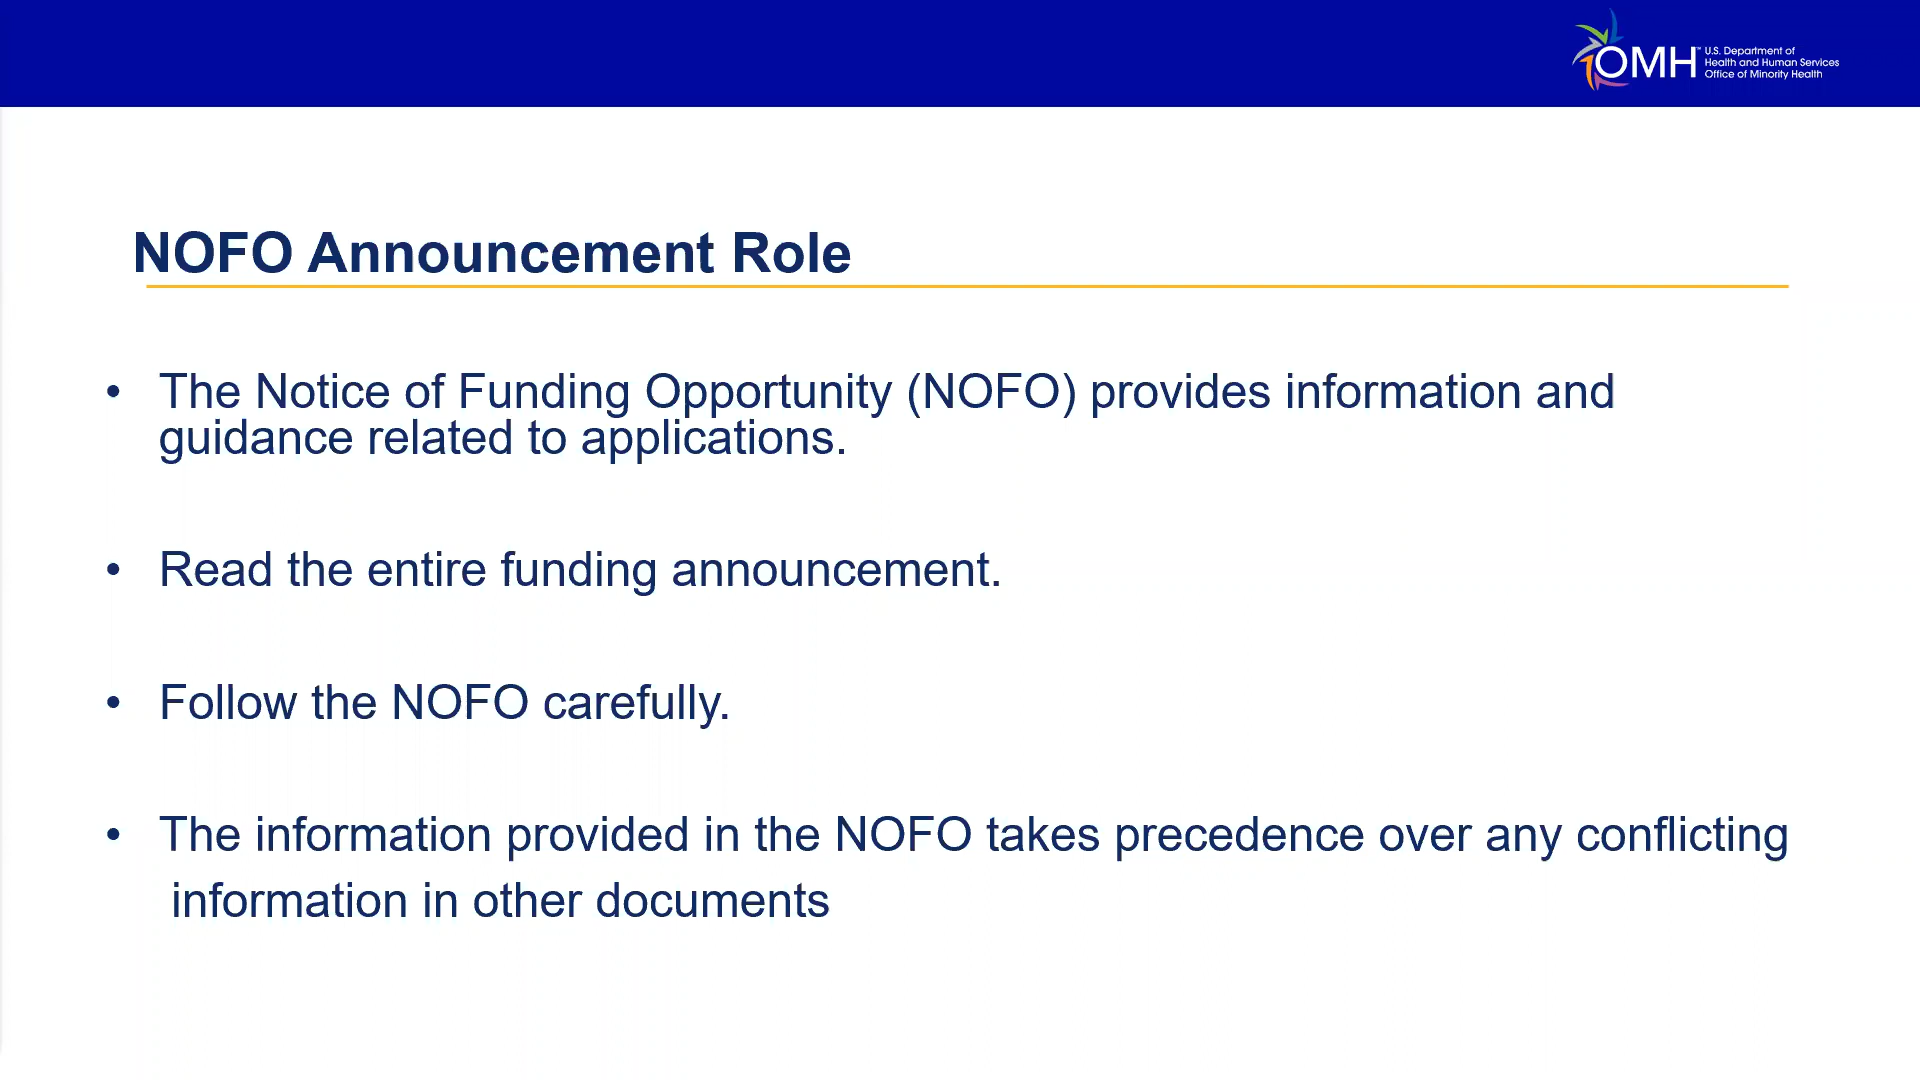 OMH™
U.S. Department of
Health and Human Services
Office of Minority Health
NOFO Announcement Role
• The Notice of Funding Opportunity (NOFO) provides information and
guidance related to applications.
• Read the entire funding announcement.
• Follow the NOFO carefully.
• The information provided in the NOFO takes precedence over any conflicting
information in other documents